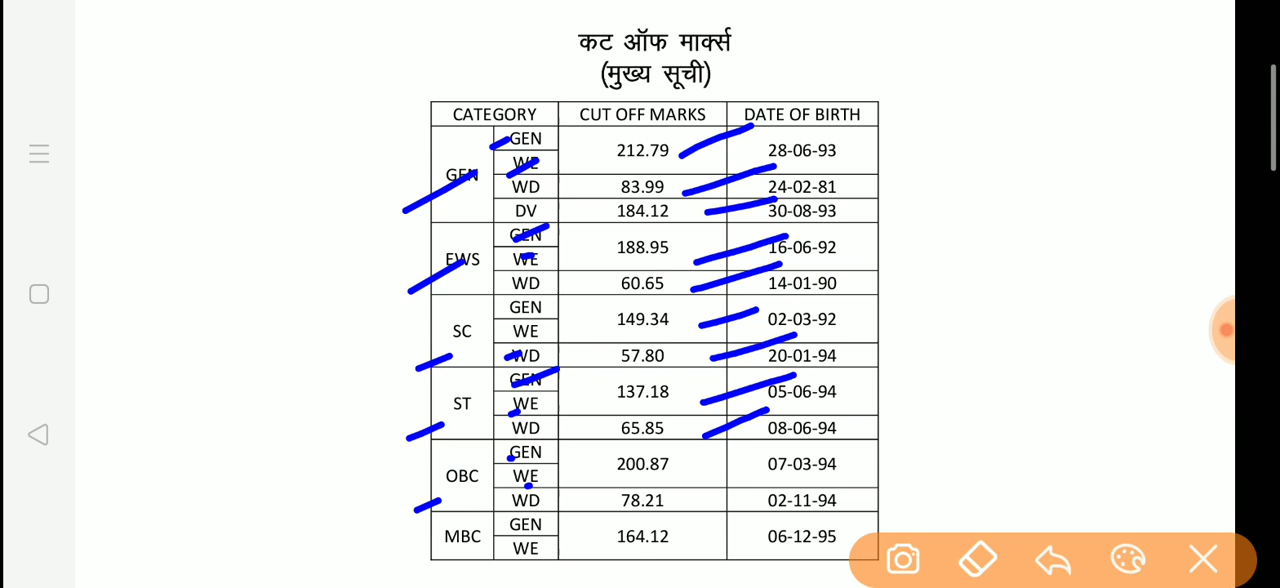 कट ऑफ मार्क्स
(मुख्य सूची)
CATEGORY CUT OFF MARKS DATE OF BIRTH
GEN GEN 212.79 28-06-93
WE
WD 83.99 24-02-81
DV 184.12 30-08-93
EWS GEN 188.95 16-06-92
WE
WD 60.65 14-01-90
SC GEN 149.34 02-03-92
WE
WD 57.80 20-01-94
ST GEN 137.18 05-06-94
WE
WD 65.85 08-06-94
OBC GEN 200.87 07-03-94
WE
WD 78.21 02-11-94
MBC GEN 164.12 06-12-95
WE